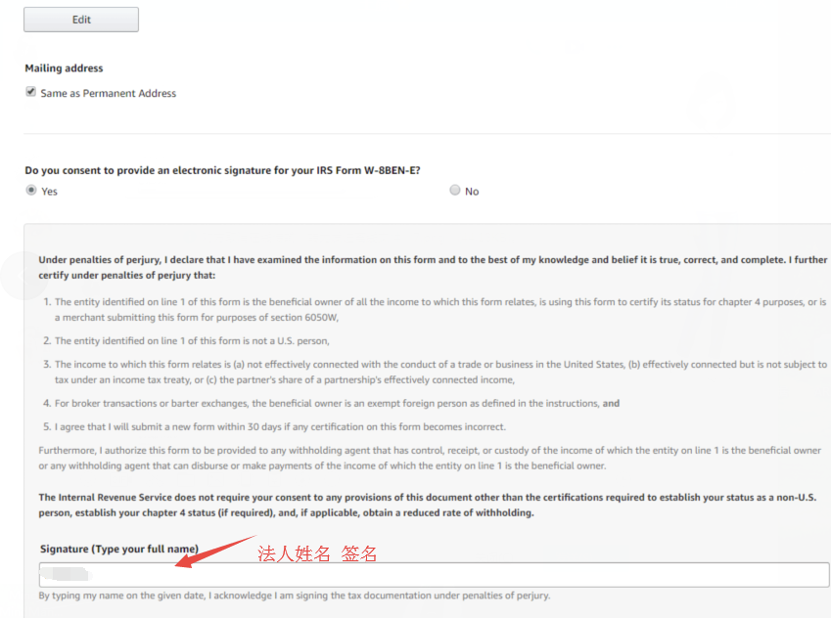 Edit
Mailing address
Same as Permanent Address
Do you consent to provide an electronic signature for your IRS Form W-8BEN-E?
Yes
No
Under penalties of perjury, I declare that I have examined the information on this form and to the best of my knowledge and belief it is true, correct, and complete. I further
certify under penalties of perjury that:
1. The entity identified on line 1 of this form is the beneficial owner of all the income to which this form relates, is using this form to certify its status for chapter 4 purposes, or is
a merchant submitting this form for purposes of section 6050W,
2. The entity identified on line 1 of this form is not a U.S. person,
3. The income to which this form relates is (a) not effectively connected with the conduct of a trade or business in the United States, (b) effectively connected but is not subject to
tax under an income tax treaty, or (c) the partner's share of a partnership's effectively connected income,
4. For broker transactions or barter exchanges, the beneficial owner is an exempt foreign person as defined in the instructions, and
5. I agree that I will submit a new form within 30 days if any certification on this form becomes incorrect.
Furthermore, I authorize this form to be provided to any withholding agent that has control, receipt, or custody of the income of which the entity on line 1 is the beneficial owner
or any withholding agent that can disburse or make payments of the income of which the entity on line 1 is the beneficial owner.
The Internal Revenue Service does not require your consent to any provisions of this document other than the certifications required to establish your status as a non-U.S.
person, establish your chapter 4 status (if required), and, if applicable, obtain a reduced rate of withholding.
Signature (Type your full name)
法人姓名 签名
By typing my name on the given date, I acknowledge I am signing the tax documentation under penalties of perjury.